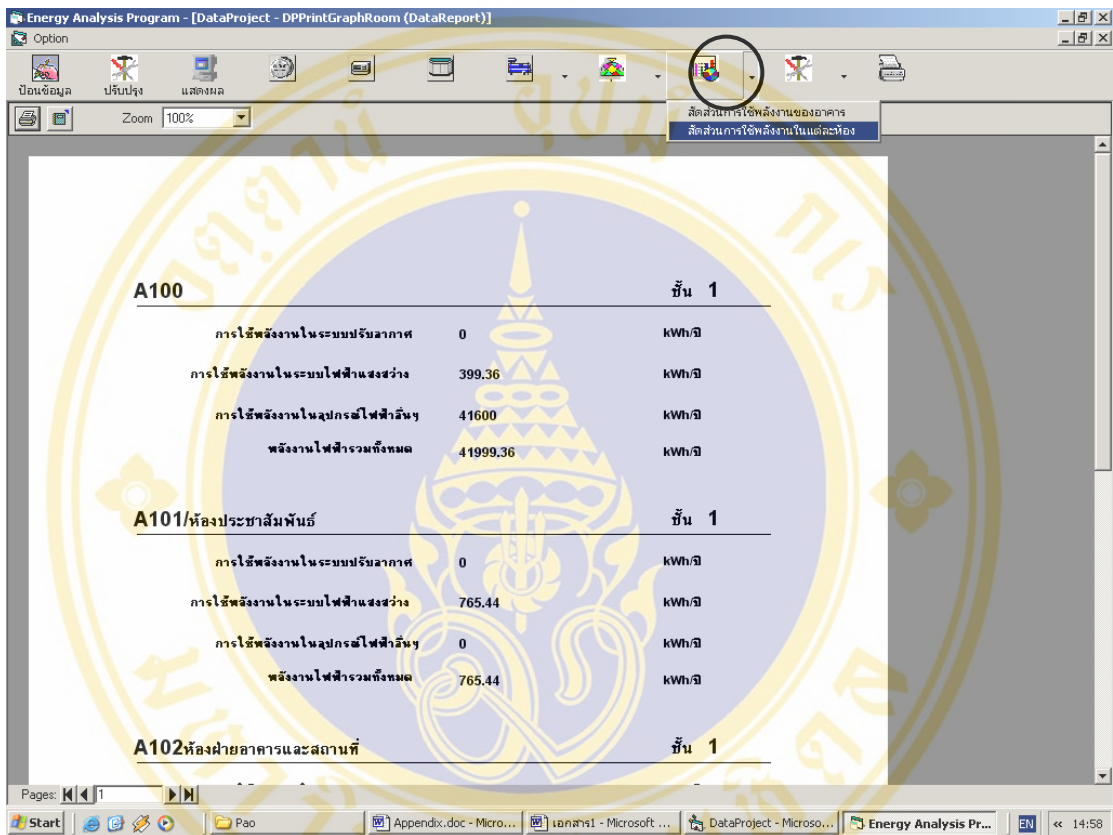 Energy Analysis Program - [DataProject - DPPrintGraphRoom (DataReport)]
Option
ป้อนข้อมูล ปรับปรุง แสดงผล
Zoom 100%
สัดส่วนการใช้พลังงานของอาคาร
สัดส่วนการใช้พลังงานในแต่ละห้อง
A100 ชั้น 1
การใช้พลังงานในระบบปรับอากาศ 0 kWh/ปี
การใช้พลังงานในระบบไฟฟ้าแสงสว่าง 399.36 kWh/ปี
การใช้พลังงานในอุปกรณ์ไฟฟ้าอื่นๆ 41600 kWh/ปี
พลังงานไฟฟ้ารวมทั้งหมด 41999.36 kWh/ปี
A101/ห้องประชาสัมพันธ์ ชั้น 1
การใช้พลังงานในระบบปรับอากาศ 0 kWh/ปี
การใช้พลังงานในระบบไฟฟ้าแสงสว่าง 765.44 kWh/ปี
การใช้พลังงานในอุปกรณ์ไฟฟ้าอื่นๆ 0 kWh/ปี
พลังงานไฟฟ้ารวมทั้งหมด 765.44 kWh/ปี
A102ห้องฝ่ายอาคารและสถานที่ ชั้น 1
Pages: 1
Start Pao Appendix.doc - Micro... เอกสาร1 - Microsoft ... DataProject - Microso... Energy Analysis Pr... EN « 14:58